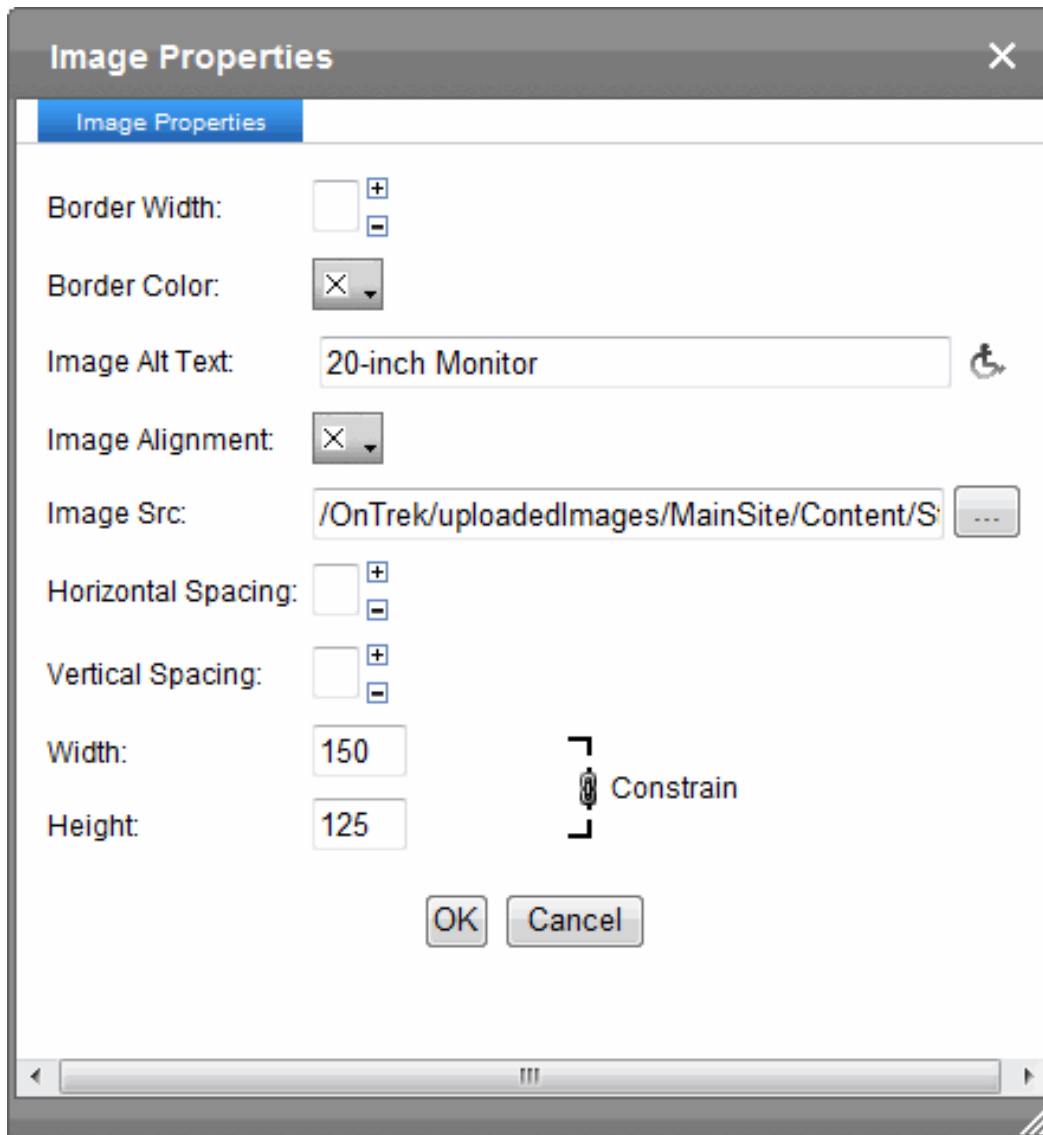 Image Properties
Image Properties
Border Width:
Border Color:
Image Alt Text: 20-inch Monitor
Image Alignment:
Image Src: /OnTrek/uploadedImages/MainSite/Content/St ...
Horizontal Spacing:
Vertical Spacing:
Width: 150
Constrain
Height: 125
OK Cancel